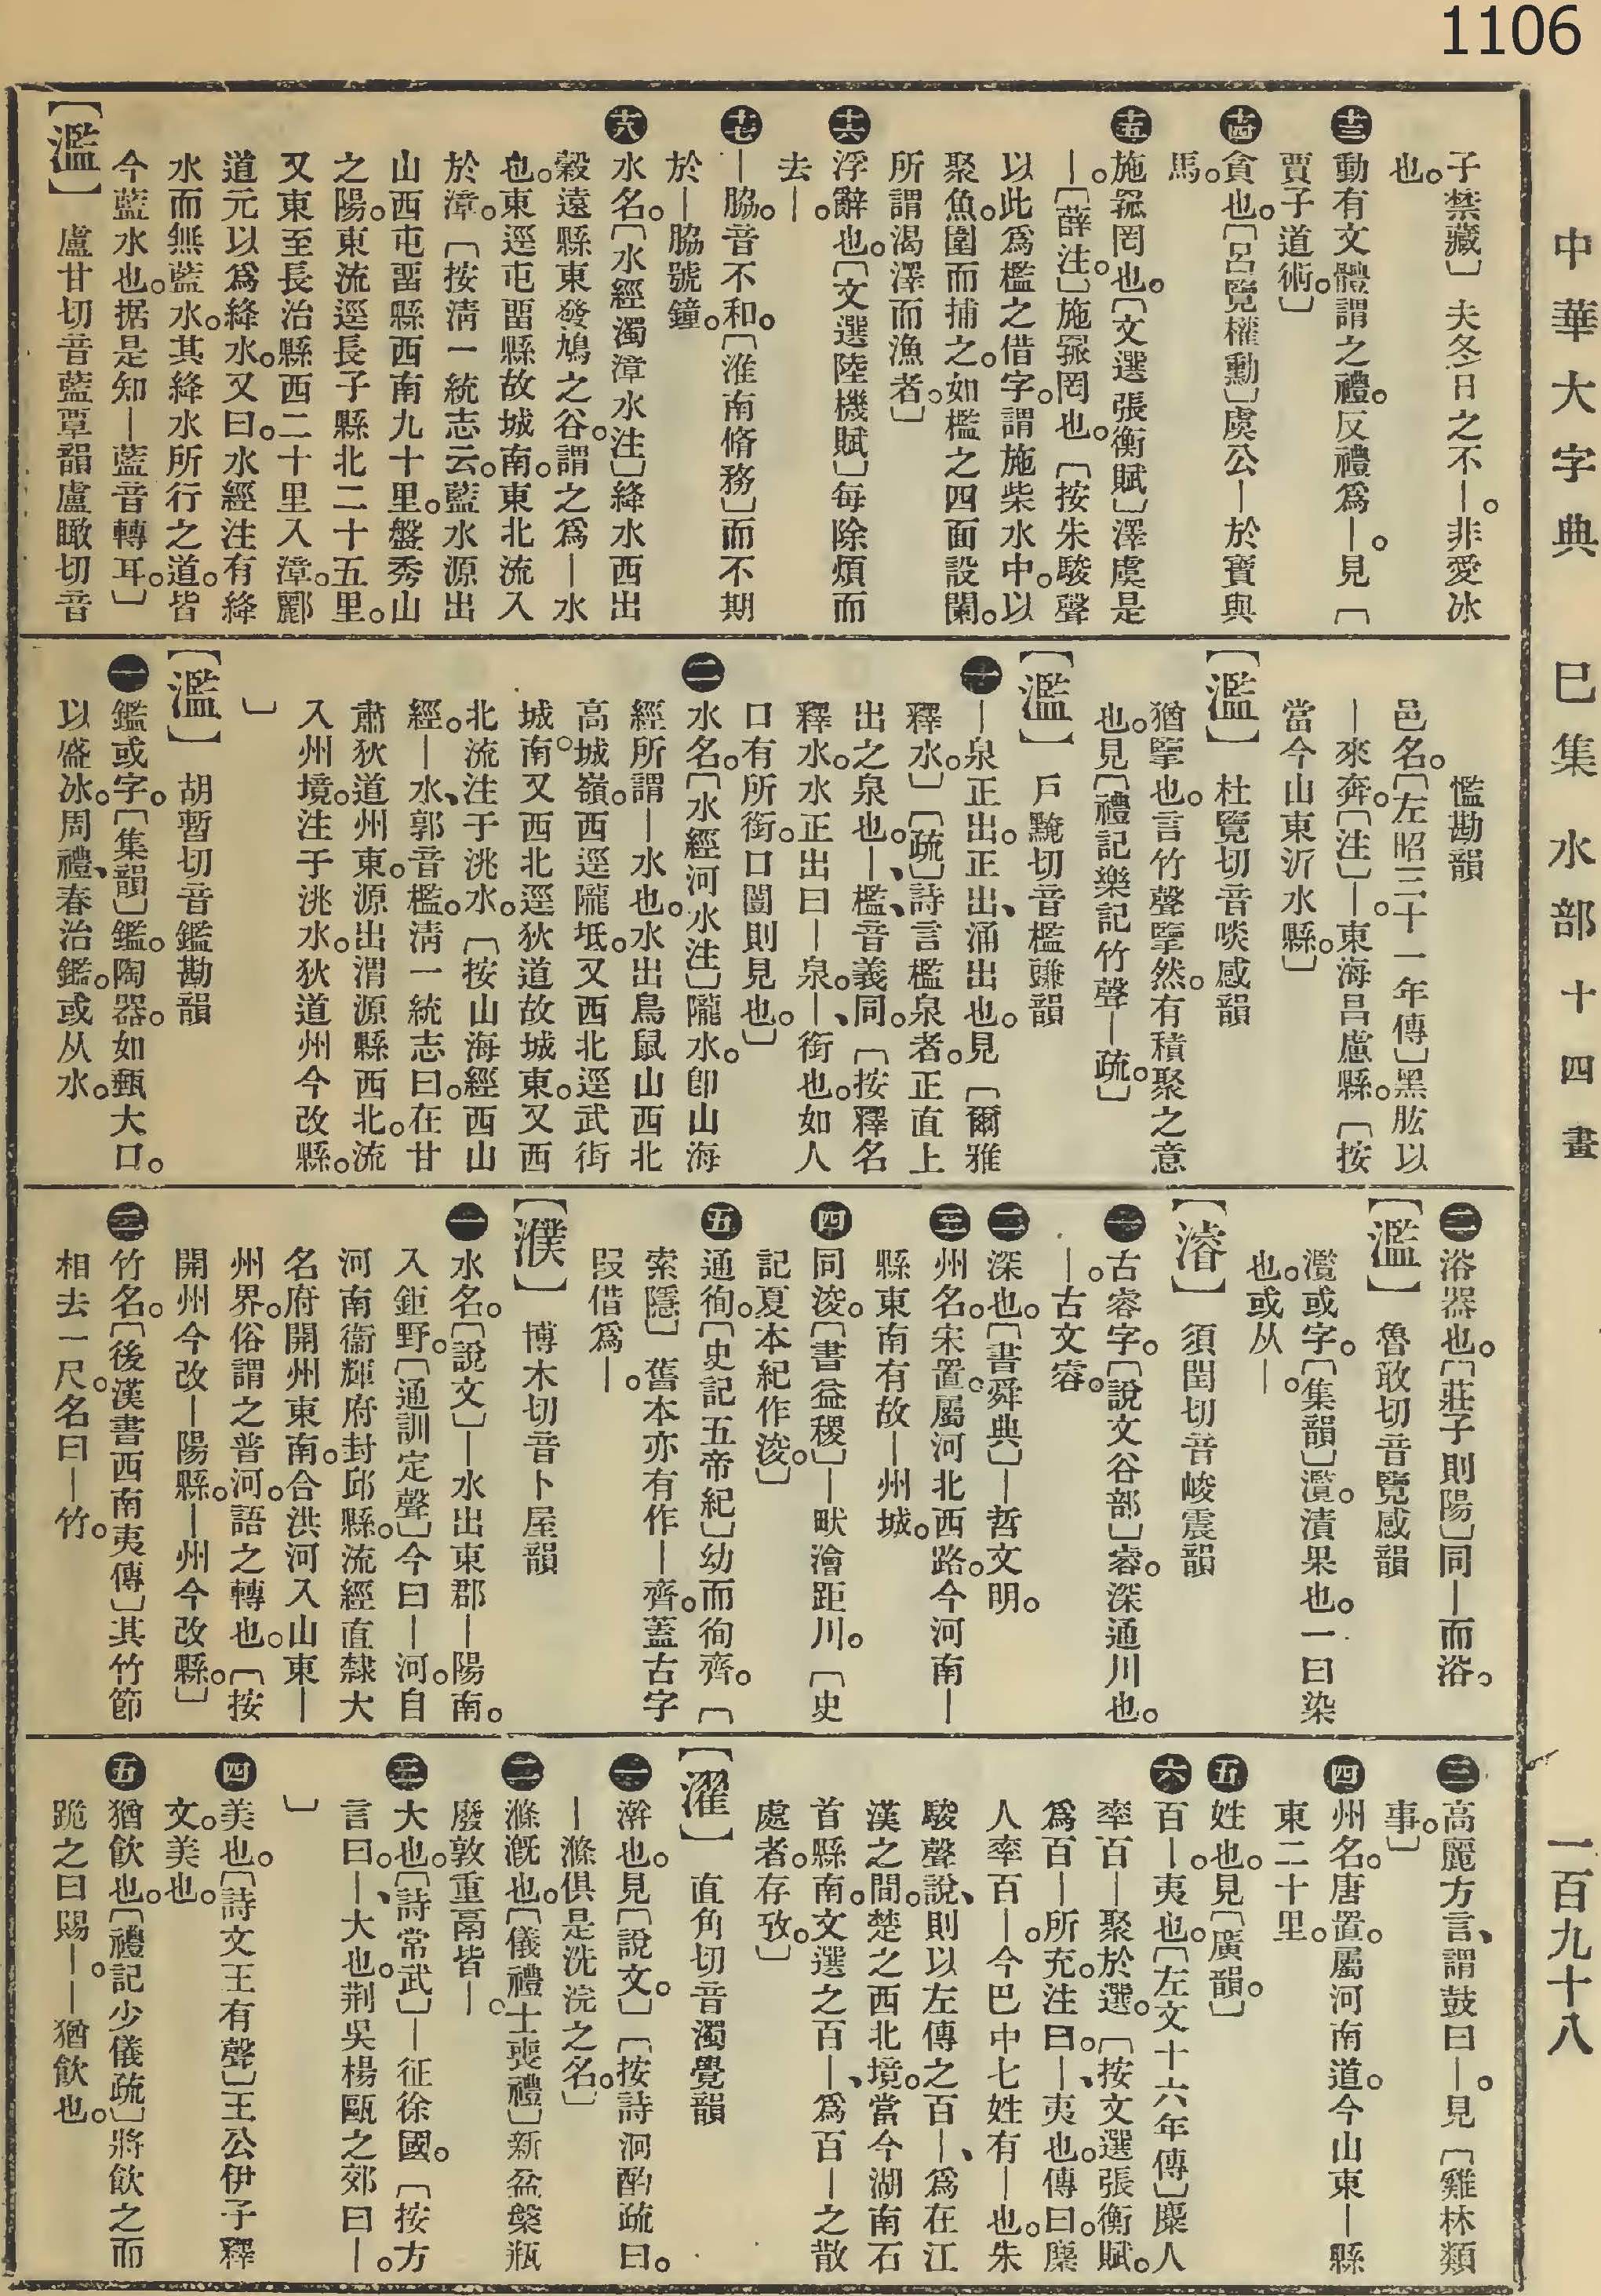 1106
中華大字典　巳集　水部　十四畫　一百九十八
子禁藏〕夫冬日之不—。非愛冰
也。
⓭動有文體謂之禮。反禮爲—。見〔
賈子道術。〕
⓮貪也。〔呂覽權勳〕虞公—於寶與
馬。
⓯施罛罔也。〔文選張衡賦〕澤虞是
—。〔薛注。〕施罛罔也。〔按朱駿聲
以此爲檻之借字。謂施柴水中。以
聚魚。圍而捕之。如檻之四面設闌。
所謂渴澤而漁者。〕
⓰浮辭也。〔文選陸機賦〕每除煩而
去—。
⓱—脇。音不和。〔淮南脩務〕而不期
於—脇號鐘。
⓲水名。〔水經濁漳水注〕絳水西出
穀遠縣東發鳩之谷。謂之爲—水
也。東逕屯畱縣故城南。東北流入
於漳。〔按淸一統志云。藍水源出
山西屯畱縣西南九十里。盤秀山
之陽。東流逕長子縣北二十五里。
又東至長治縣西二十里入漳。酈
道元以爲絳水。又曰。水經注有絳
水而無藍水。其絳水所行之道。皆
今藍水也。据是知—藍音轉耳。〕
〔濫〕盧甘切音藍覃韻盧瞰切音
懢勘韻
邑名。〔左昭三十一年傳〕黑肱以
—來奔。〔注〕—。東海昌慮縣。〔按
當今山東沂水縣。〕
〔濫〕杜覽切音啖感韻
猶擥也。言竹聲擥然。有積聚之意
也。見〔禮記樂記竹聲—疏。〕
〔濫〕戶黤切音檻豏韻
❶—泉正出。正出、涌出也。見〔爾雅
釋水。〕〔疏〕詩言檻泉者。正直上
出之泉也。—、檻、音義同。〔按釋名
釋水。水正出曰—泉。—、銜也。如人
口有所銜。口闓則見也。〕
❷水名。〔水經河水注〕隴水。卽山海
經所謂—水也。水出鳥鼠山西北
高城嶺。西逕隴坻。又西北逕武街
城南。又西北逕狄道故城東。又西
北流注于洮水。〔按山海經西山
經。—水、郭音檻。淸一統志曰。在甘
肅狄道州東。源出渭源縣西北。流
入州境。注于洮水。狄道州今改縣。
〕
〔濫〕胡暫切音鑑勘韻
❶鑑或字。〔集韻〕鑑。陶器。如甄大口。
以盛冰。周禮、春治鑑。或从水。
❷浴器也。〔莊子則陽〕同—而浴。
〔濫〕魯敢切音覽感韻
灠或字。〔集韻〕灠。漬果也。一曰染
也。或从—。
〔濬〕須閏切音峻震韻
❶古睿字。〔說文谷部〕睿。深通川也。
—。古文睿。
❷深也。〔書舜典〕—哲文明。
❸州名。宋置。屬河北西路。今河南—
縣東南有故—州城。
❹同浚。〔書益稷〕—畎澮距川。〔史
記夏本紀作浚。〕
❺通徇。〔史記五帝紀〕幼而徇齊。〔
索隱〕舊本亦有作—齊。蓋古字
叚借爲—。
〔濮〕博木切音卜屋韻
❶水名。〔說文〕—水出東郡—陽南。
入鉅野。〔通訓定聲〕今曰—河。自
河南衞輝府封邱縣。流經直隸大
名府開州東南。合洪河入山東—
州界。俗謂之普河。語之轉也。〔按
開州今改—陽縣。—州今改縣。〕
❷竹名。〔後漢書西南夷傳〕其竹節
相去一尺。名曰—竹。
❸高麗方言、謂鼓曰—。見〔雞林類
事。〕
❹州名。唐置。屬河南道。今山東—縣
東二十里。
❺姓也。見〔廣韻。〕
❻百—。夷也。〔左文十六年傳〕麇人
率百—聚於選。〔按文選張衡賦。
爲百—所充。注曰。—、夷也。傳曰。麇
人率百—。今巴中七姓有—也。朱
駿聲說、則以左傳之百—、爲在江
漢之間。楚之西北境。當今湖南石
首縣南。文選之百—、爲百—之散
處者。存攷。〕
〔濯〕直角切音濁覺韻
❶澣也。見〔說文。〕〔按詩泂酌疏曰。
—滌俱是洗浣之名。〕
❷滌漑也。〔儀禮士喪禮〕新盆槃瓶
廢敦重鬲皆—。
❸大也。〔詩常武〕—征徐國。〔按方
言曰。—、大也。荆吳楊甌之郊曰—。
〕
❹美也。〔詩文王有聲〕王公伊子釋
文。美也。
❺猶飮也。〔禮記少儀疏〕將飮之而
跪之曰賜—。—猶飮也。